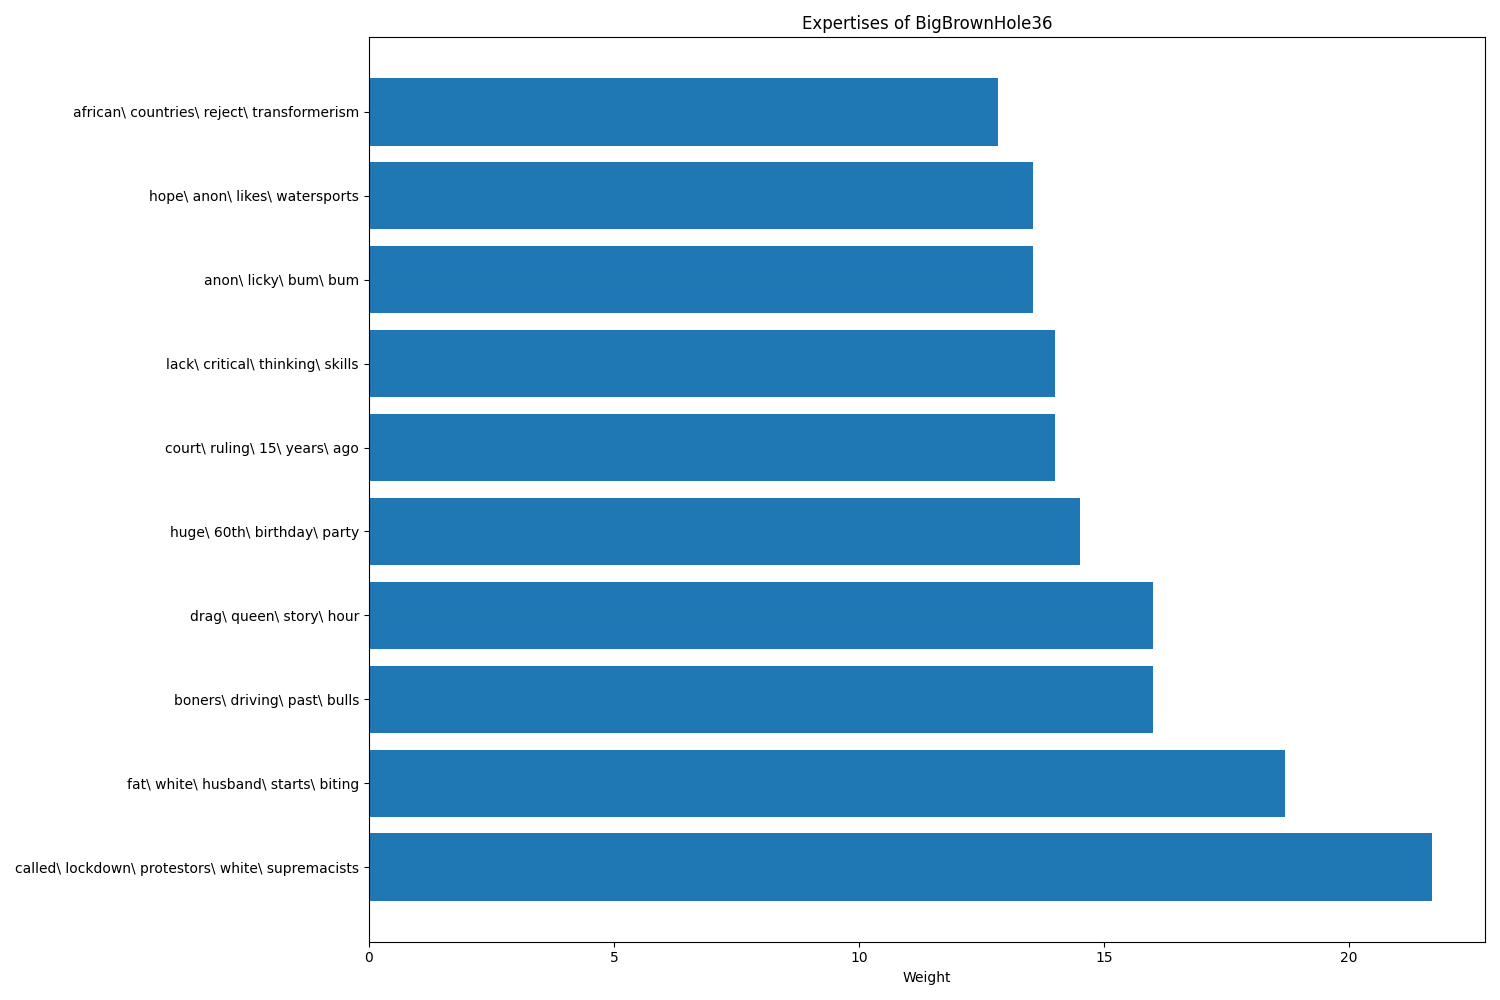 Expertises of BigBrownHole36
african\ countries\ reject\ transformerism
hope\ anon\ likes\ watersports
anon\ licky\ bum\ bum
lack\ critical\ thinking\ skills
court\ ruling\ 15\ years\ ago
huge\ 60th\ birthday\ party
drag\ queen\ story\ hour
boners\ driving\ past\ bulls
fat\ white\ husband\ starts\ biting
called\ lockdown\ protestors\ white\ supremacists
0 5 10 15 20
Weight